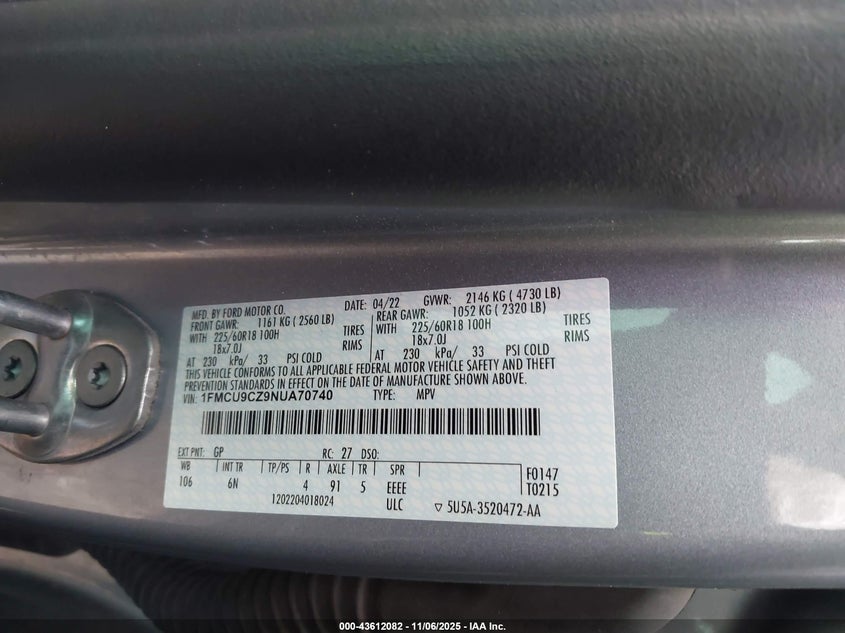 MFD. BY FORD MOTOR CO. DATE: 04/22 GVWR: 2146 KG ( 4730 LB)
FRONT GAWR: 1161 KG ( 2560 LB) REAR GAWR: 1052 KG ( 2320 LB)
WITH 225/60R18 100H TIRES WITH 225/60R18 100H TIRES
18x7.0J RIMS 18x7.0J RIMS
AT 230 kPa/ 33 PSI COLD AT 230 kPa/ 33 PSI COLD
THIS VEHICLE CONFORMS TO ALL APPLICABLE FEDERAL MOTOR VEHICLE SAFETY AND THEFT
PREVENTION STANDARDS IN EFFECT ON THE DATE OF MANUFACTURE SHOWN ABOVE.
VIN: 1FMCU9CZ9NUA70740 TYPE: MPV
EXT PNT: GP RC: 27 DSO:
WB INT TR TP/PS R AXLE TR SPR F0147
106 6N 4 91 5 EEEE T0215
1202204018024 ULC ▽ 5U5A-3520472-AA
000-43612082 - 11/06/2025 - IAA Inc.